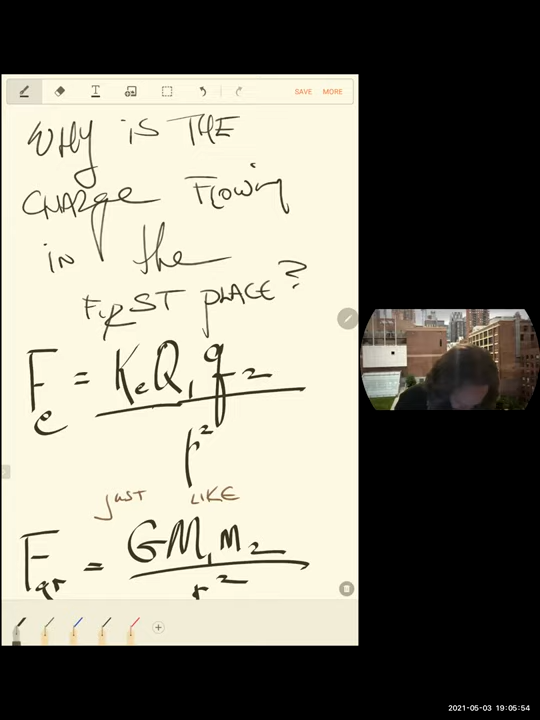 SAVE MORE
WHY is THE
CHARge Flowing
in the
FIRST PLACE?
Fe = KeQ1q2
r²
just LIKE
Fgr = GM1m2
r²
2021-05-03 19:05:54